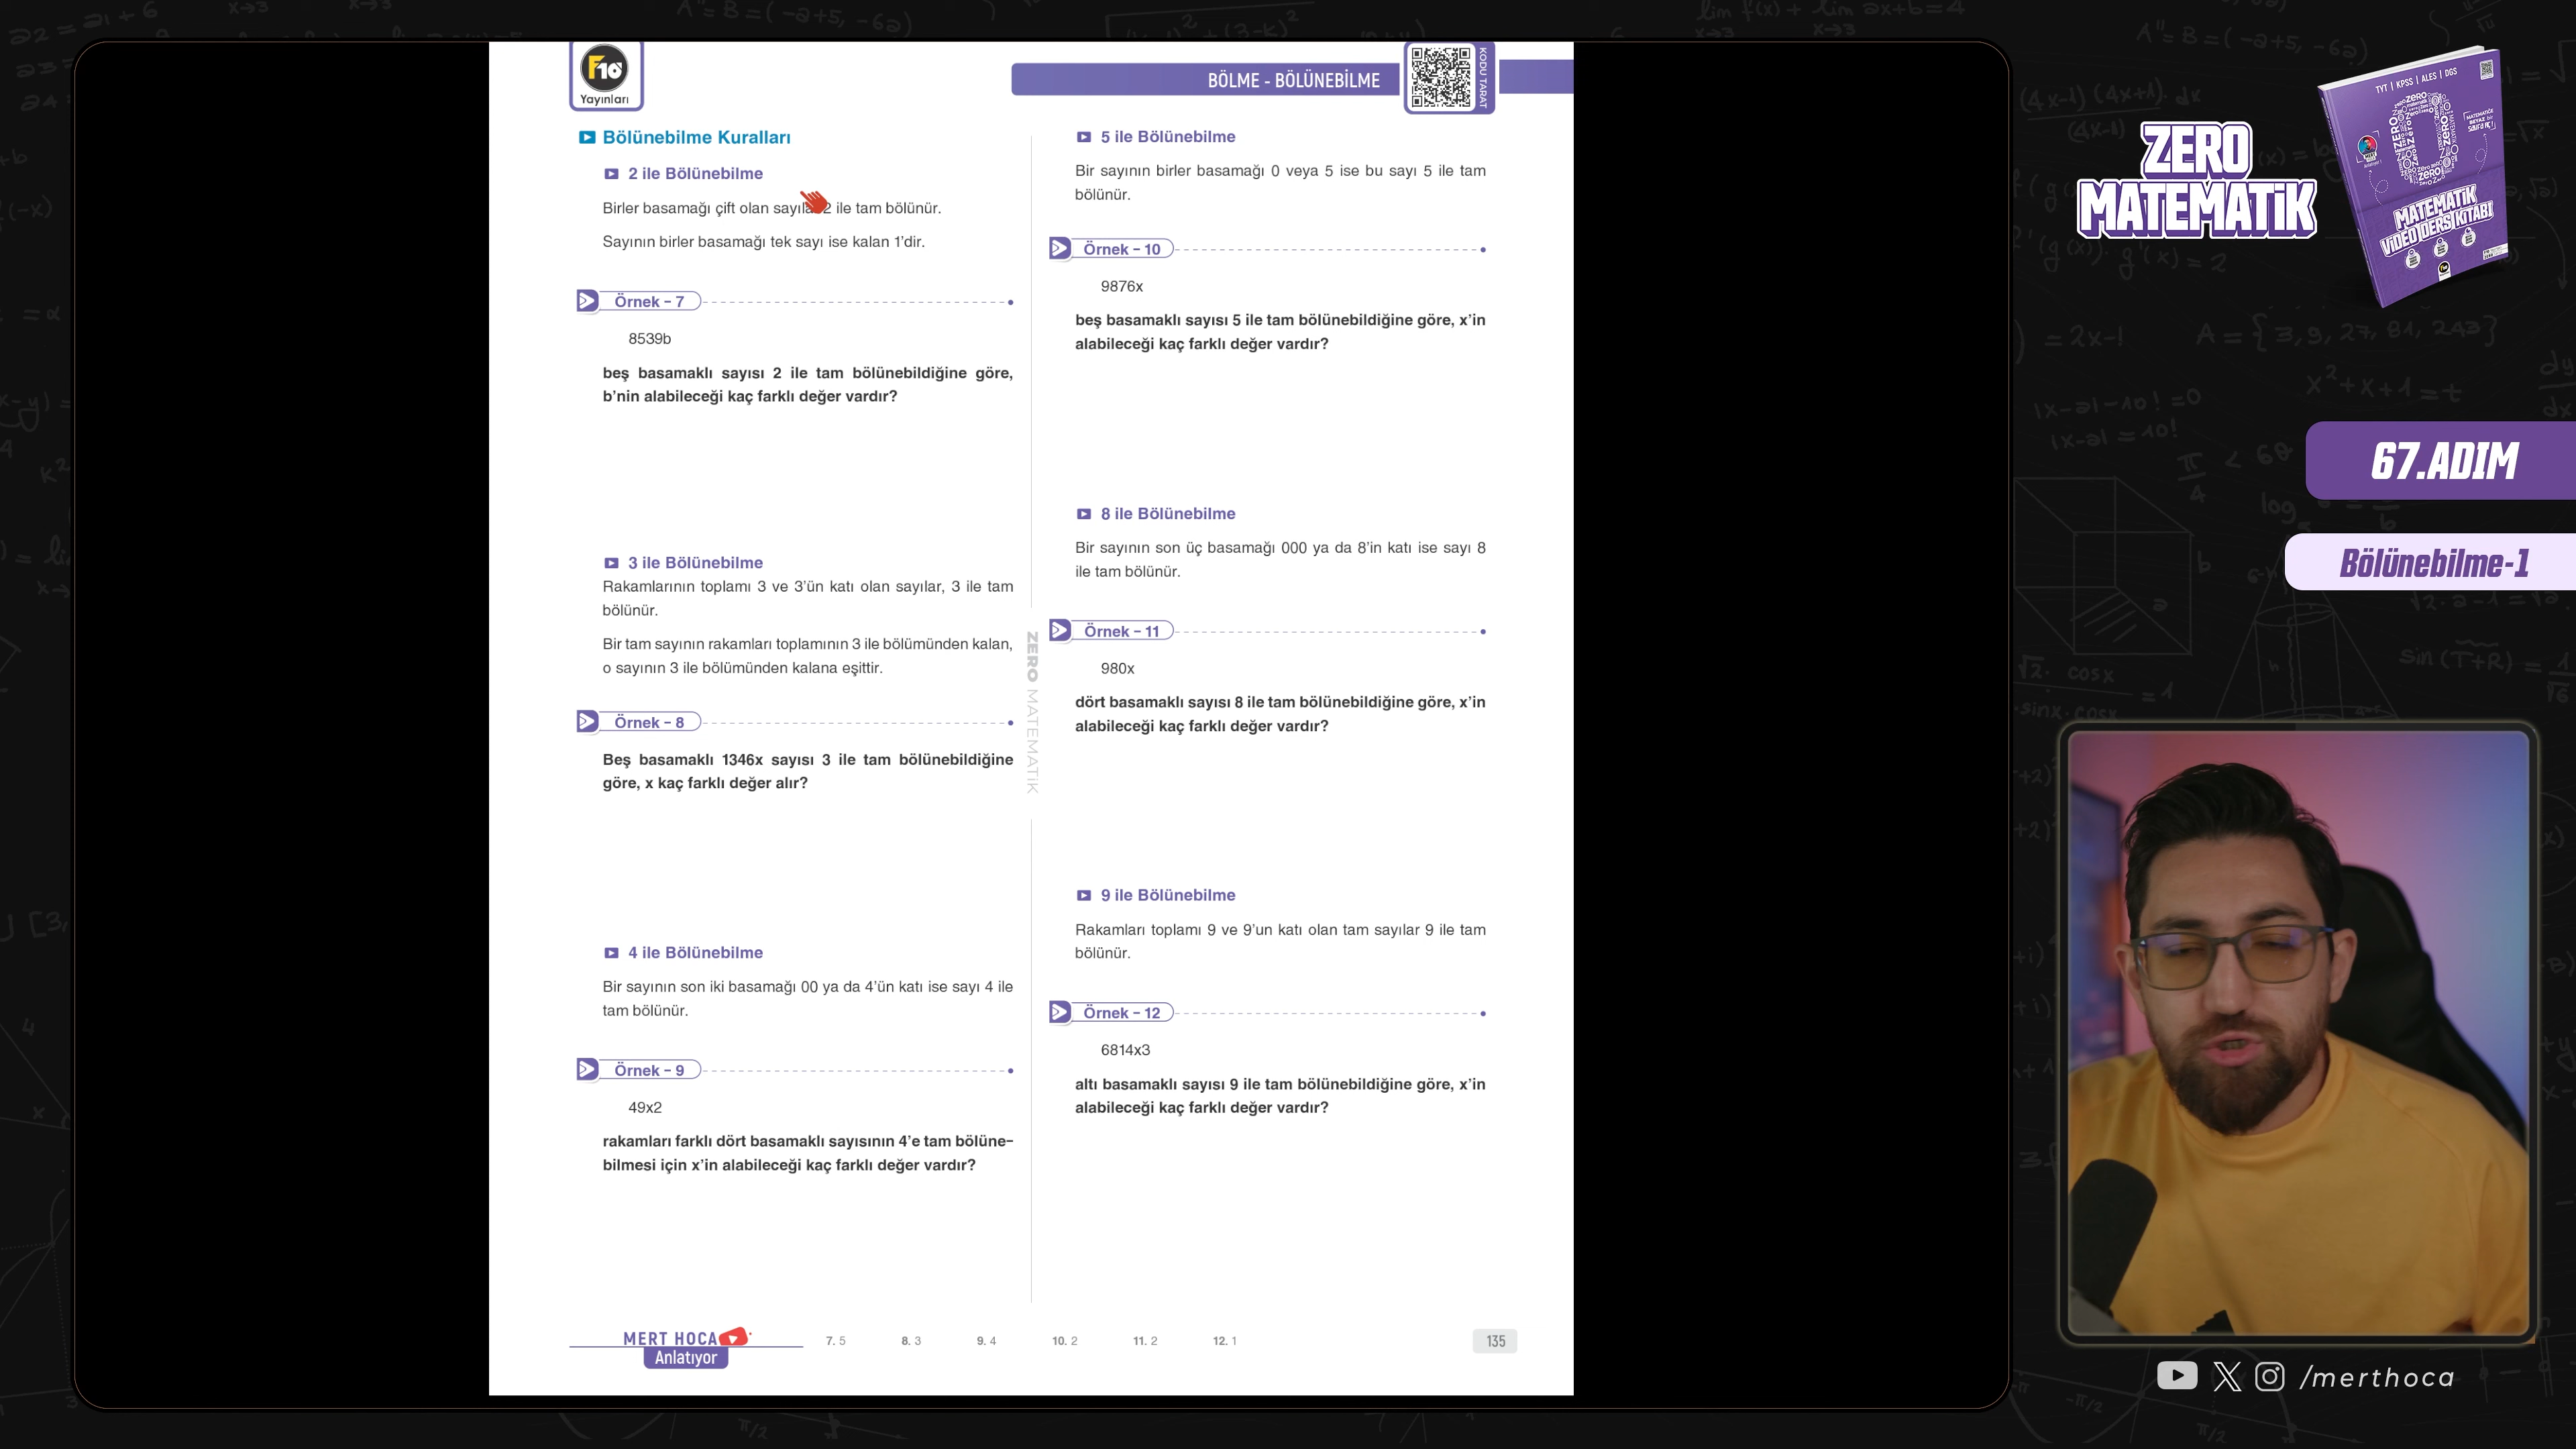 F10
Yayınları
BÖLME - BÖLÜNEBİLME
KODU TARAT
Bölünebilme Kuralları
2 ile Bölünebilme
Birler basamağı çift olan sayıla 2 ile tam bölünür.
Sayının birler basamağı tek sayı ise kalan 1'dir.
Örnek – 7
8539b
beş basamaklı sayısı 2 ile tam bölünebildiğine göre,
b'nin alabileceği kaç farklı değer vardır?
3 ile Bölünebilme
Rakamlarının toplamı 3 ve 3'ün katı olan sayılar, 3 ile tam
bölünür.
Bir tam sayının rakamları toplamının 3 ile bölümünden kalan,
o sayının 3 ile bölümünden kalana eşittir.
Örnek – 8
Beş basamaklı 1346x sayısı 3 ile tam bölünebildiğine
göre, x kaç farklı değer alır?
4 ile Bölünebilme
Bir sayının son iki basamağı 00 ya da 4'ün katı ise sayı 4 ile
tam bölünür.
Örnek – 9
49x2
rakamları farklı dört basamaklı sayısının 4'e tam bölüne-
bilmesi için x'in alabileceği kaç farklı değer vardır?
ZERO MATEMATİK
5 ile Bölünebilme
Bir sayının birler basamağı 0 veya 5 ise bu sayı 5 ile tam
bölünür.
Örnek – 10
9876x
beş basamaklı sayısı 5 ile tam bölünebildiğine göre, x'in
alabileceği kaç farklı değer vardır?
8 ile Bölünebilme
Bir sayının son üç basamağı 000 ya da 8'in katı ise sayı 8
ile tam bölünür.
Örnek – 11
980x
dört basamaklı sayısı 8 ile tam bölünebildiğine göre, x'in
alabileceği kaç farklı değer vardır?
9 ile Bölünebilme
Rakamları toplamı 9 ve 9'un katı olan tam sayılar 9 ile tam
bölünür.
Örnek – 12
6814x3
altı basamaklı sayısı 9 ile tam bölünebildiğine göre, x'in
alabileceği kaç farklı değer vardır?
MERT HOCA
Anlatıyor
7. 5 8. 3 9. 4 10. 2 11. 2 12. 1
135
ZERO
MATEMATİK
TYT | KPSS | ALES | DGS
MATEMATİK
VİDEO DERS KİTABI
67.ADIM
Bölünebilme-1
/merthoca